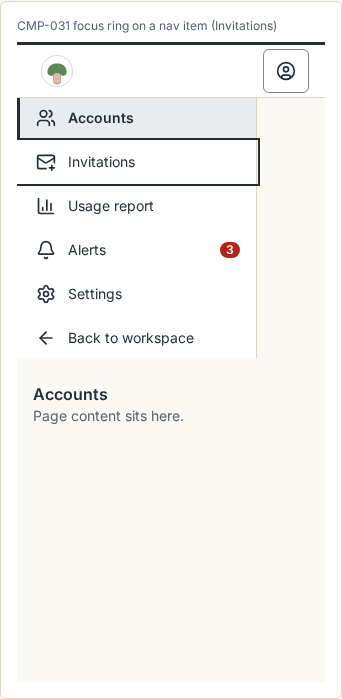 CMP-031 focus ring on a nav item (Invitations)
Accounts
Invitations
Usage report
Alerts 3
Settings
Back to workspace
Accounts
Page content sits here.